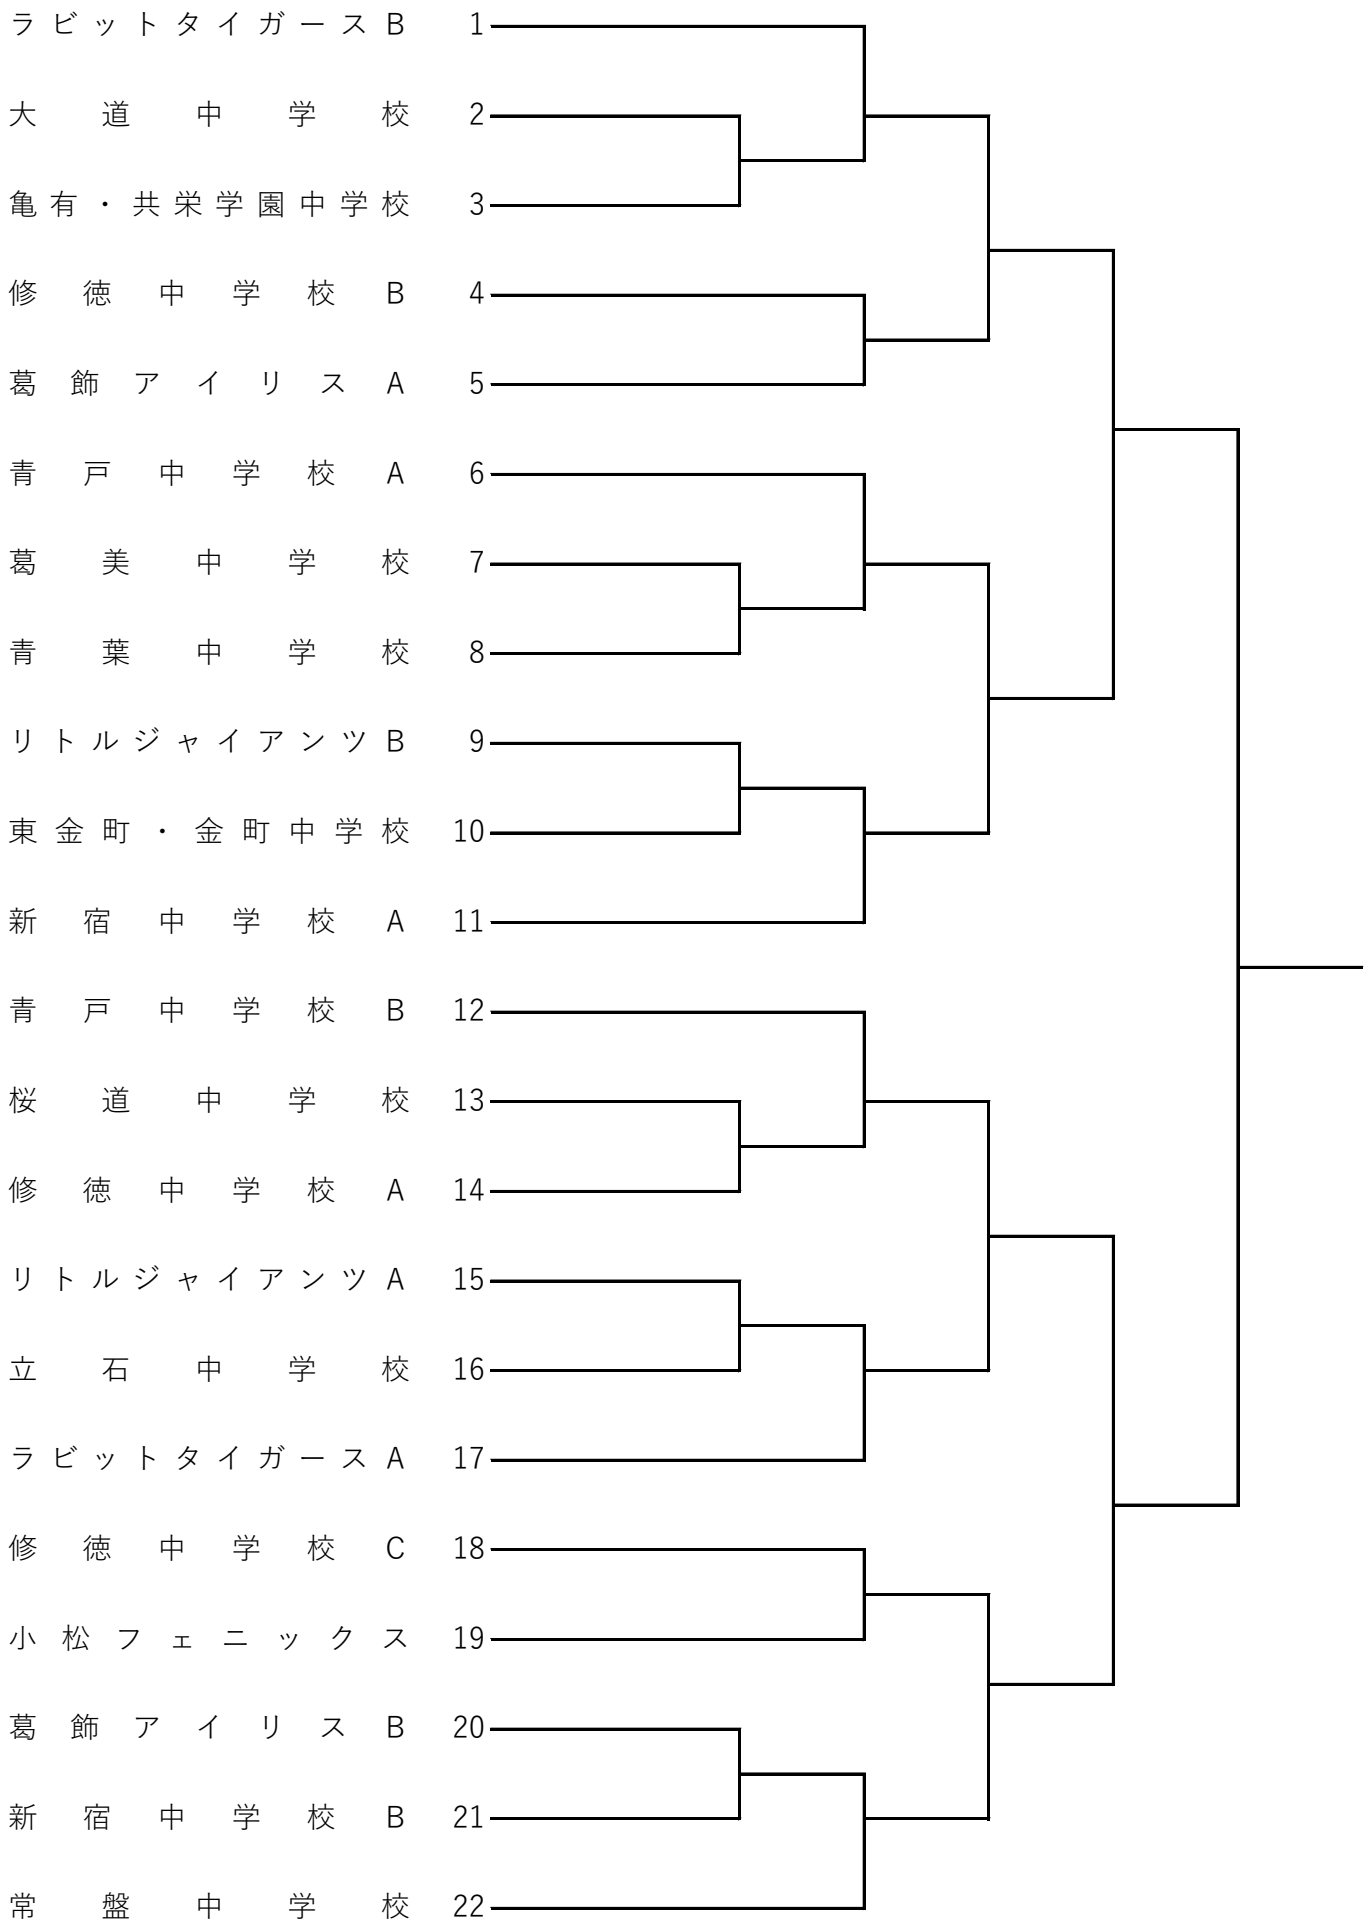 ラビットタイガースB 1
大道中学校 2
亀有・共栄学園中学校 3
修徳中学校B 4
葛飾アイリスA 5
青戸中学校A 6
葛美中学校 7
青葉中学校 8
リトルジャイアンツB 9
東金町・金町中学校 10
新宿中学校A 11
青戸中学校B 12
桜道中学校 13
修徳中学校A 14
リトルジャイアンツA 15
立石中学校 16
ラビットタイガースA 17
修徳中学校C 18
小松フェニックス 19
葛飾アイリスB 20
新宿中学校B 21
常盤中学校 22